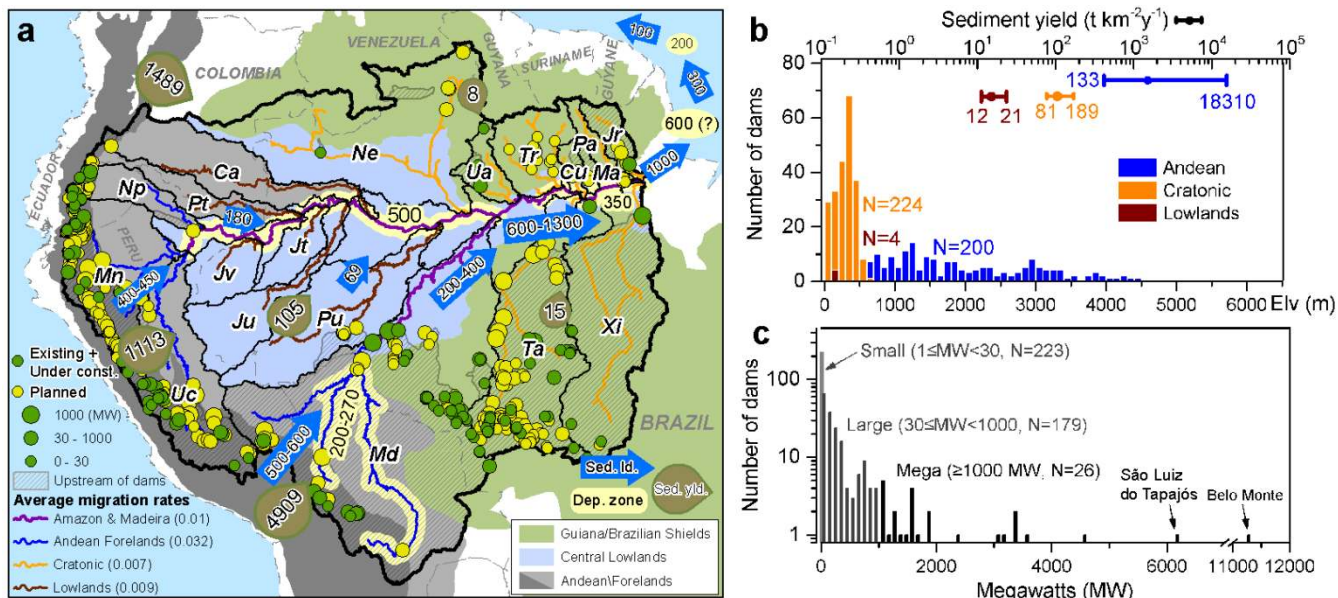 a
VENEZUELA
COLOMBIA
GUYANA
SURINAME
GUYANE
ECUADOR
PERU
BRAZIL
1489
8
100
200
300
600 (?)
1000
Ne
Ca
Np
Pt
180
500
Ua
Tr
Pa
Jr
Cu
Ma
350
600-1300
Jt
Jv
69
200-400
Mn
400-450
Ju
105
Pu
15
Xi
Ta
1113
Uc
500-600
200-270
Md
4909
Existing +
Under const.
Planned
1000 (MW)
30 - 1000
0 - 30
Upstream of dams
Average migration rates
Amazon & Madeira (0.01)
Andean Forelands (0.032)
Cratonic (0.007)
Lowlands (0.009)
Sed. ld.
Dep. zone
Sed. yld.
Guiana/Brazilian Shields
Central Lowlands
Andean\Forelands
b
Sediment yield (t km⁻²y⁻¹)
10⁻¹ 10⁰ 10¹ 10² 10³ 10⁴ 10⁵
80
60
40
20
0
Number of dams
133
18310
12 21
81 189
Andean
Cratonic
Lowlands
N=224
N=4
N=200
0 1000 2000 3000 4000 5000 6000 Elv (m)
c
Number of dams
100
10
1
Small (1≤MW<30, N=223)
Large (30≤MW<1000, N=179)
Mega (≥1000 MW, N=26)
São Luiz
do Tapajós
Belo Monte
0 2000 4000 6000 11000 12000
Megawatts (MW)